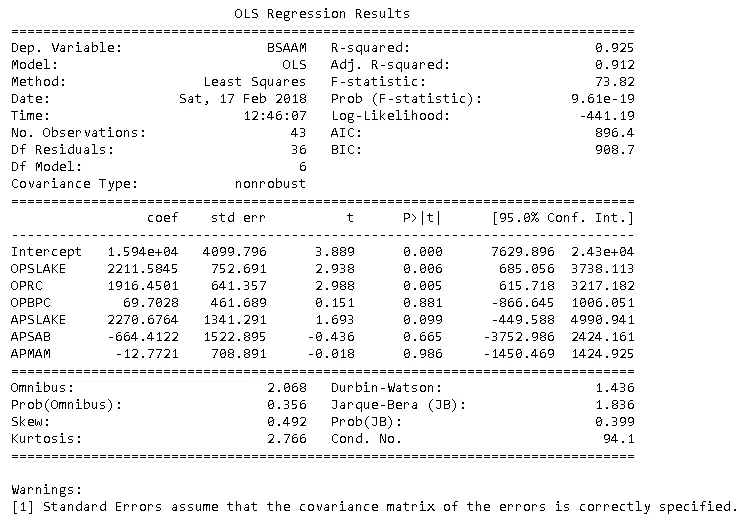 OLS Regression Results
==============================================================================
Dep. Variable:                  BSAAM   R-squared:                       0.925
Model:                            OLS   Adj. R-squared:                  0.912
Method:                 Least Squares   F-statistic:                     73.82
Date:                Sat, 17 Feb 2018   Prob (F-statistic):           9.61e-19
Time:                        12:46:07   Log-Likelihood:                -441.19
No. Observations:                  43   AIC:                             896.4
Df Residuals:                      36   BIC:                             908.7
Df Model:                           6
Covariance Type:            nonrobust
==============================================================================
                 coef    std err          t      P>|t|      [95.0% Conf. Int.]
------------------------------------------------------------------------------
Intercept   1.594e+04   4099.796      3.889      0.000      7629.896  2.43e+04
OPSLAKE     2211.5845    752.691      2.938      0.006       685.056  3738.113
OPRC        1916.4501    641.357      2.988      0.005       615.718  3217.182
OPBPC         69.7028    461.689      0.151      0.881      -866.645  1006.051
APSLAKE     2270.6764   1341.291      1.693      0.099      -449.588  4990.941
APSAB       -664.4122   1522.895     -0.436      0.665     -3752.986  2424.161
APMAM        -12.7721    708.891     -0.018      0.986     -1450.469  1424.925
==============================================================================
Omnibus:                        2.068   Durbin-Watson:                   1.436
Prob(Omnibus):                  0.356   Jarque-Bera (JB):                1.836
Skew:                           0.492   Prob(JB):                        0.399
Kurtosis:                       2.766   Cond. No.                         94.1
==============================================================================
Warnings:
[1] Standard Errors assume that the covariance matrix of the errors is correctly specified.